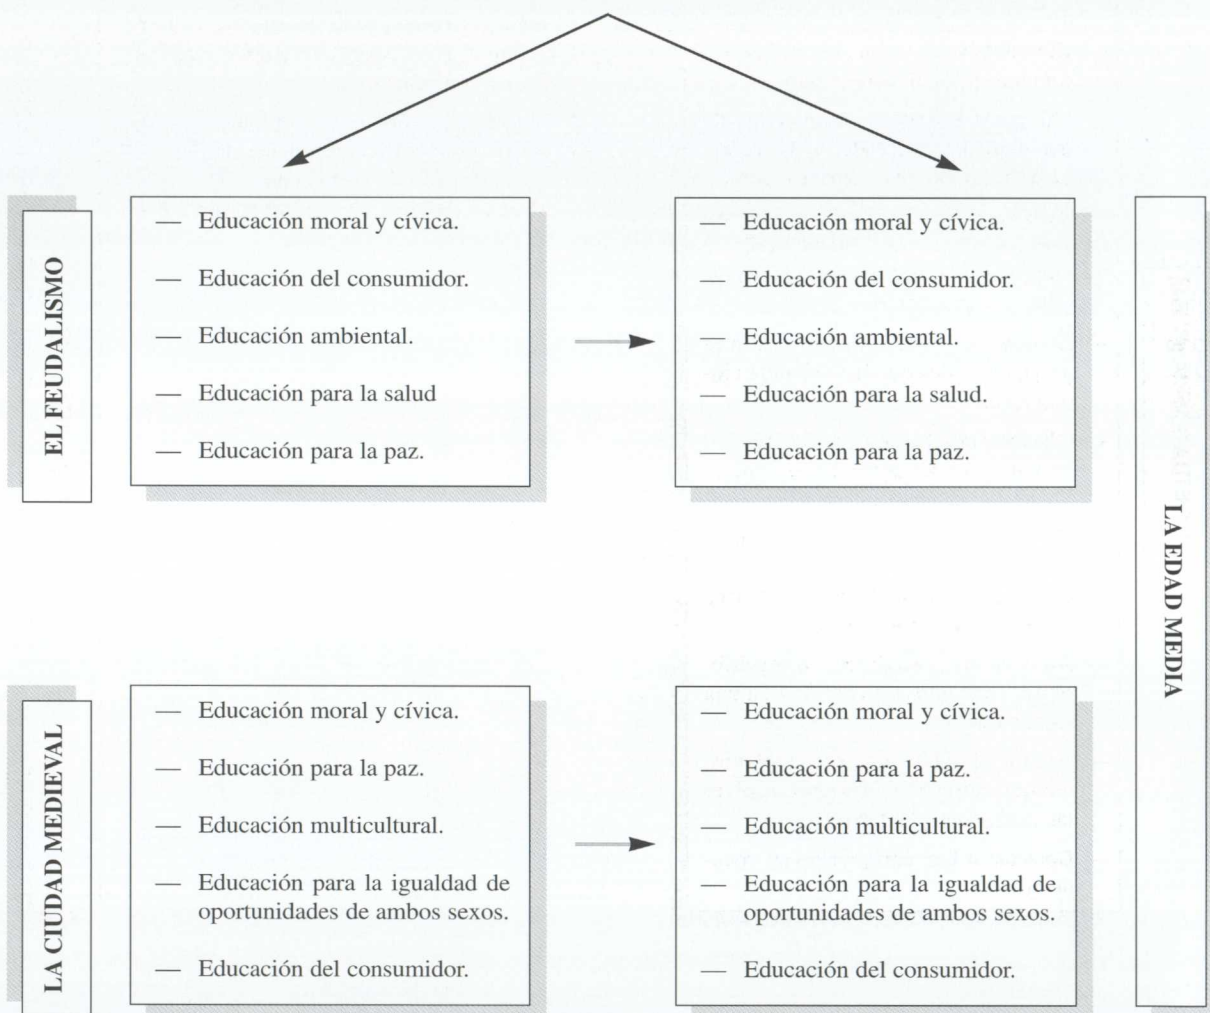 EL FEUDALISMO
— Educación moral y cívica.
— Educación del consumidor.
— Educación ambiental.
— Educación para la salud
— Educación para la paz.
— Educación moral y cívica.
— Educación del consumidor.
— Educación ambiental.
— Educación para la salud.
— Educación para la paz.
LA EDAD MEDIA
LA CIUDAD MEDIEVAL
— Educación moral y cívica.
— Educación para la paz.
— Educación multicultural.
— Educación para la igualdad de
oportunidades de ambos sexos.
— Educación del consumidor.
— Educación moral y cívica.
— Educación para la paz.
— Educación multicultural.
— Educación para la igualdad de
oportunidades de ambos sexos.
— Educación del consumidor.